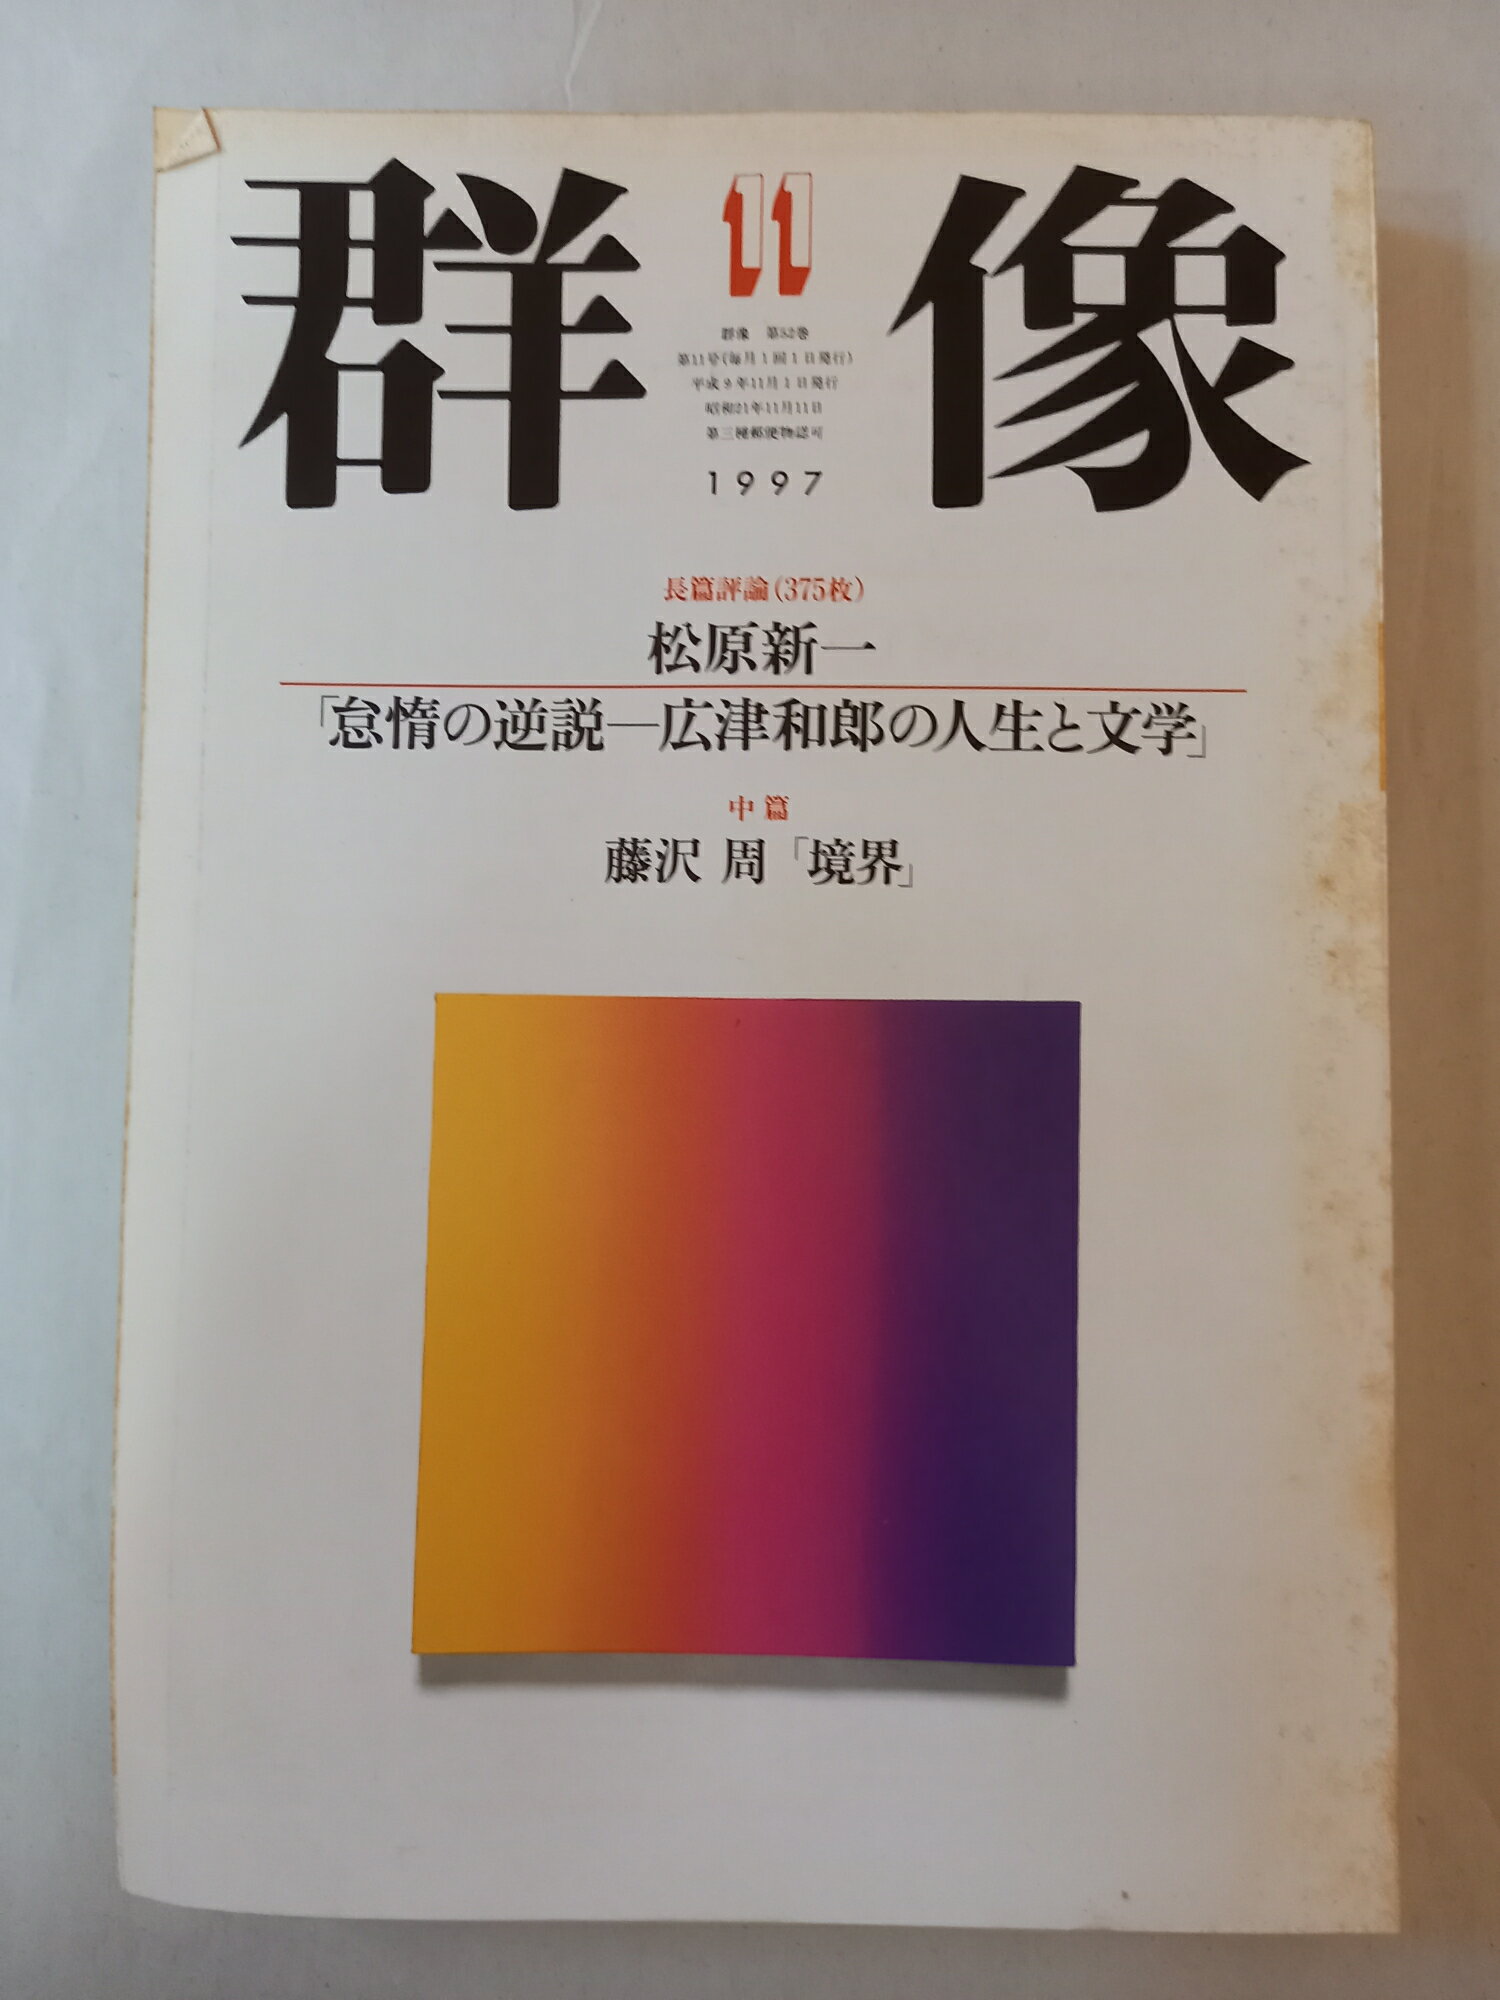 群像
11
群像 第52巻
第11号(毎月1回1日発行)
平成9年11月1日発行
昭和21年11月11日
第三種郵便物認可
1997
長篇評論(375枚)
松原新一
「怠惰の逆説―広津和郎の人生と文学」
中篇
藤沢 周「境界」